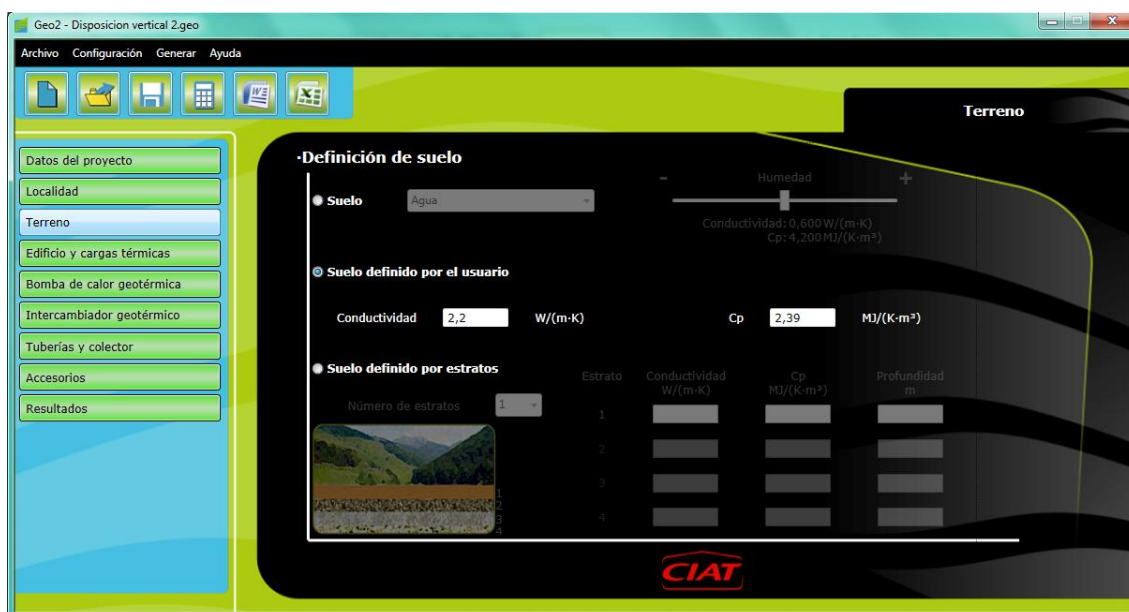 Geo2 - Disposicion vertical 2.geo
Archivo Configuración Generar Ayuda
Terreno
Datos del proyecto
Localidad
Terreno
Edificio y cargas térmicas
Bomba de calor geotérmica
Intercambiador geotérmico
Tuberías y colector
Accesorios
Resultados
·Definición de suelo
- Humedad +
Suelo Agua
Conductividad: 0,600 W/(m·K)
Cp: 4,200 MJ/(K·m³)
Suelo definido por el usuario
Conductividad 2,2 W/(m·K) Cp 2,39 MJ/(K·m³)
Suelo definido por estratos
Estrato Conductividad Cp Profundidad
W/(m·K) MJ/(K·m³) m
Número de estratos 1
1
2
3
4
1
2
3
4
CIAT